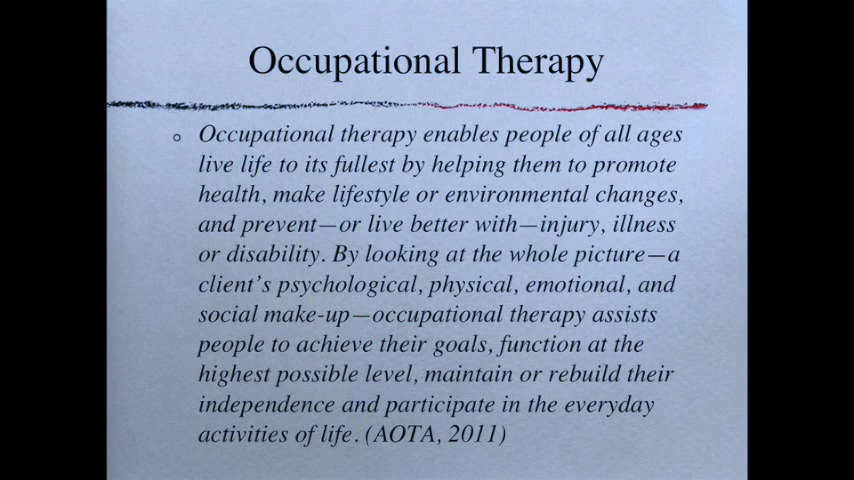 Occupational Therapy
Occupational therapy enables people of all ages
live life to its fullest by helping them to promote
health, make lifestyle or environmental changes,
and prevent—or live better with—injury, illness
or disability. By looking at the whole picture—a
client's psychological, physical, emotional, and
social make-up—occupational therapy assists
people to achieve their goals, function at the
highest possible level, maintain or rebuild their
independence and participate in the everyday
activities of life. (AOTA, 2011)